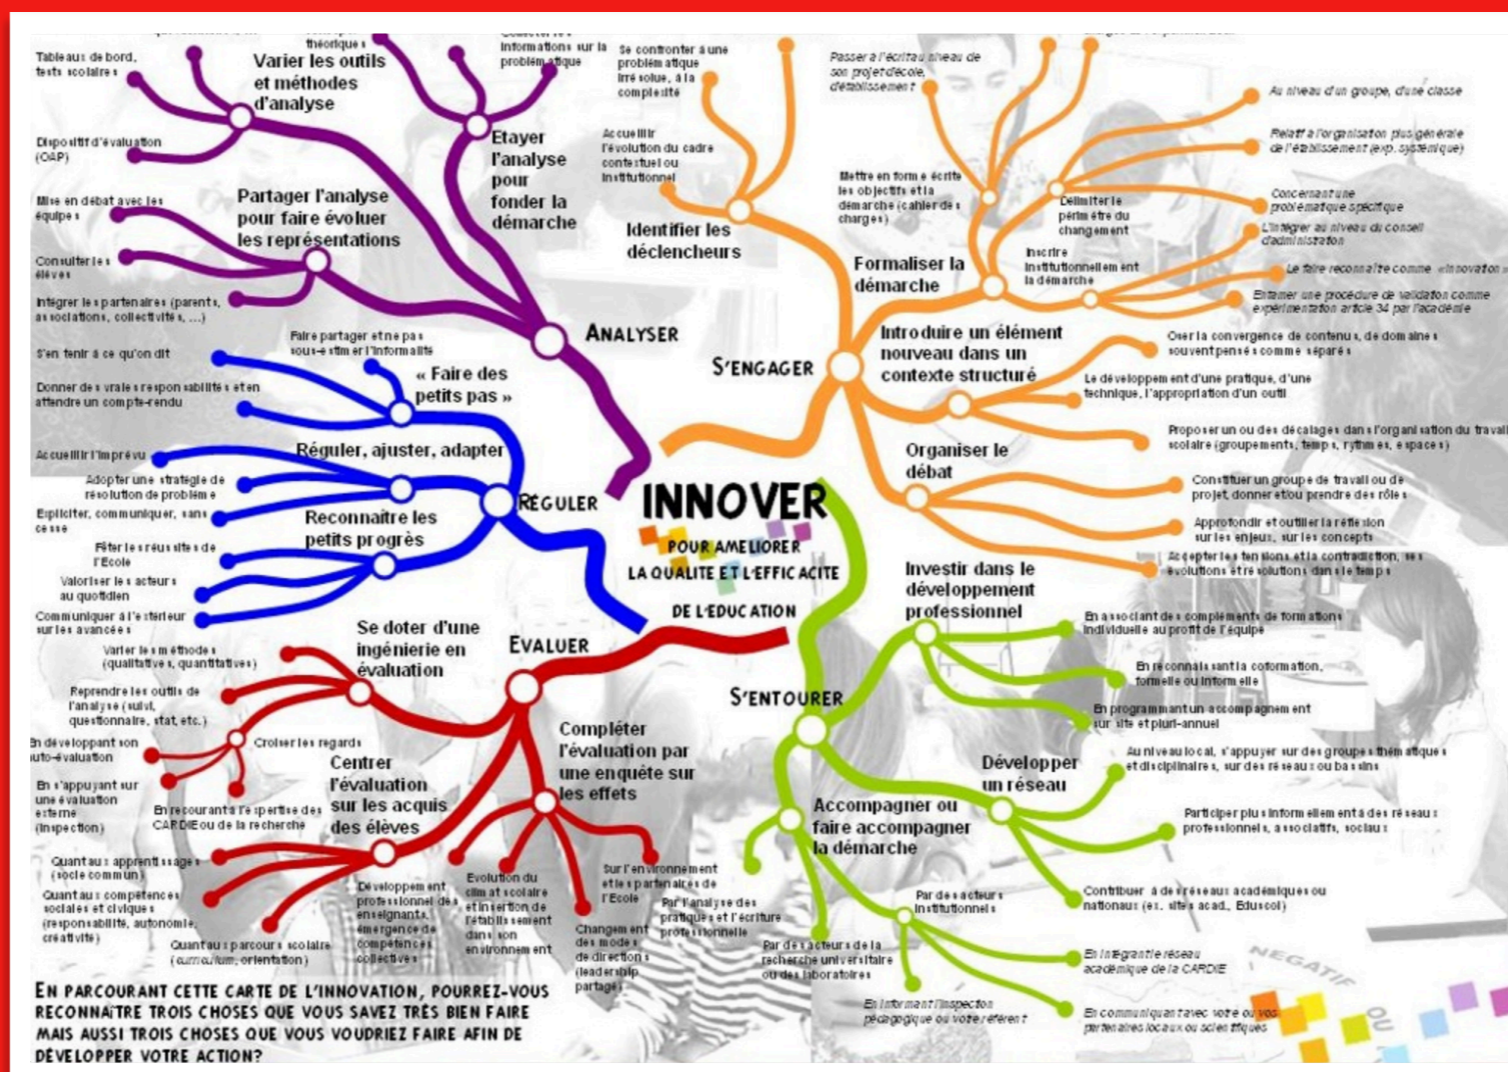 théoriques
Tableaux de bord,
tests scolaires
Varier les outils
et méthodes
d'analyse
Informations sur la
problématique
Dispositif d'évaluation
(OAP)
Etayer
l'analyse
pour
fonder la
démarche
Mise en débat avec les
équipes
Partager l'analyse
pour faire évoluer
les représentations
Consulter les
élèves
Intégrer les partenaires (parents,
associations, collectivités, ...)
ANALYSER
Se confronter à une
problématique
irrésolue, à la
complexité
Accueillir
l'évolution du cadre
contextuel ou
Institutionnel
Identifier les
déclencheurs
Passer à l'écrit au niveau de
son projet d'école,
d'établissement
Mettre en forme écrite
les objectifs et la
démarche (cahier des
charges)
Formaliser la
démarche
Délimiter le
périmètre du
changement
Au niveau d'un groupe, d'une classe
Relatif à l'organisation plus générale
de l'établissement (exp. systémique)
Concernant une
problématique spécifique
Inscrire
Institutionnellement
la démarche
L'intégrer au niveau du conseil
d'administration
Le faire reconnaître comme «innovation»
Entamer une procédure de validation comme
expérimentation article 34 par l'académie
S'ENGAGER
Introduire un élément
nouveau dans un
contexte structuré
Oser la convergence de contenus, de domaines
souvent pensés comme séparés
Le développement d'une pratique, d'une
technique, l'appropriation d'un outil
Proposer un ou des décalages dans l'organisation du travail
scolaire (groupements, temps, rythmes, espaces)
Organiser le
débat
Constituer un groupe de travail ou de
projet, donner et/ou prendre des rôles
Approfondir et outiller la réflexion
sur les enjeux, sur les concepts
Accepter les tensions et la contradiction, ses
évolutions et résolutions dans le temps
Faire partager et ne pas
sous-estimer l'informalité
S'en tenir à ce qu'on dit
« Faire des
petits pas »
Donner des vraies responsabilités et en
attendre un compte-rendu
Réguler, ajuster, adapter
Accueillir l'imprévu
Adopter une stratégie de
résolution de problème
Expliciter, communiquer, sans
cesse
RÉGULER
Reconnaître les
petits progrès
Fêter les réussites de
l'Ecole
Valoriser les acteurs
au quotidien
Communiquer à l'extérieur
sur les avancées
INNOVER
POUR AMELIORER
LA QUALITE ET L'EFFICACITE
DE L'EDUCATION
EVALUER
Se doter d'une
ingénierie en
évaluation
Varier les méthodes
(qualitatives, quantitatives)
Reprendre les outils de
l'analyse (suivi,
questionnaire, stat, etc.)
Croiser les regards
En développant son
auto-évaluation
En s'appuyant sur
une évaluation
externe
(Inspection)
En recourant à l'expertise des
CARDIE ou de la recherche
Centrer
l'évaluation
sur les acquis
des élèves
Quant aux apprentissages
(socle commun)
Quant aux compétences
sociales et civiques
(responsabilité, autonomie,
créativité)
Quant au parcours scolaire
(curriculum, orientation)
Compléter
l'évaluation par
une enquête sur
les effets
Développement
professionnel des
enseignants,
émergence de
compétences
collectives
Evolution du
climat scolaire
et insertion de
l'établissement
dans son
environnement
Changement
des modes
de directions
(leadership
partagé)
Sur l'environnement
et les partenaires de
l'Ecole
S'ENTOURER
Investir dans le
développement
professionnel
En associant des compléments de formations
Individuelle au profit de l'équipe
En reconnaissant la coformation,
formelle ou informelle
En programmant un accompagnement
sur site et pluri-annuel
Développer
un réseau
Au niveau local, s'appuyer sur des groupes thématiques
et disciplinaires, sur des réseaux ou bassins
Participer plus informellement à des réseaux
professionnels, associatifs, sociaux
Contribuer à des réseaux académiques ou
nationaux (ex. sites acad., Eduscol)
Accompagner ou
faire accompagner
la démarche
Par l'analyse des
pratiques et l'écriture
professionnelle
Par des acteurs de la
recherche universitaire
ou des laboratoires
Par des acteurs
Institutionnels
En intégrant le réseau
académique de la CARDIE
En informant l'inspection
pédagogique ou votre référent
En communiquant avec votre ou vos
partenaires locaux ou scientifiques
NEGATIF
OU
EN PARCOURANT CETTE CARTE DE L'INNOVATION, POURREZ-VOUS
RECONNAÎTRE TROIS CHOSES QUE VOUS SAVEZ TRÈS BIEN FAIRE
MAIS AUSSI TROIS CHOSES QUE VOUS VOUDRIEZ FAIRE AFIN DE
DÉVELOPPER VOTRE ACTION?